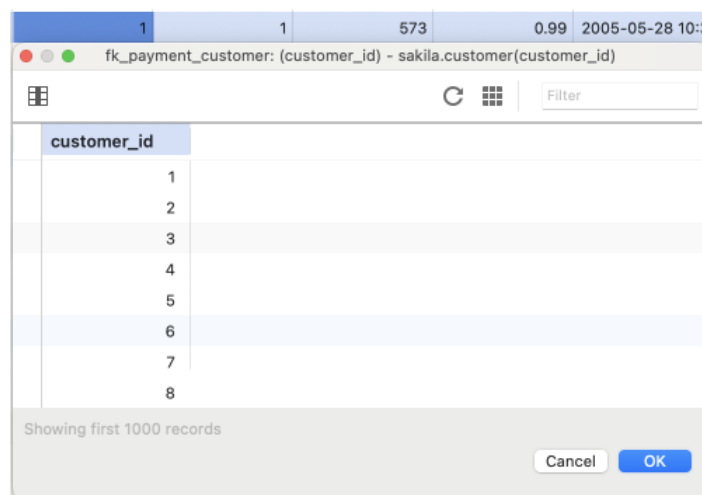 1 1 573 0.99 2005-05-28 10:3
fk_payment_customer: (customer_id) - sakila.customer(customer_id)
Filter
customer_id
1
2
3
4
5
6
7
8
Showing first 1000 records
Cancel OK